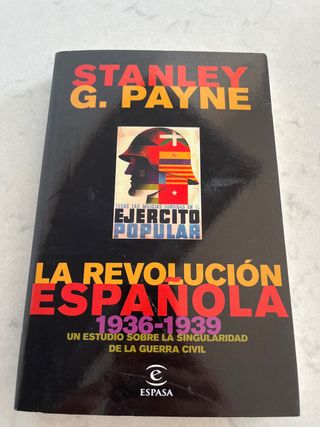 STANLEY
G. PAYNE
TODAS LAS MILICIAS FUNDIDAS EN EL
EJERCITO
POPULAR
LA REVOLUCIÓN
ESPAÑOLA
1936-1939
UN ESTUDIO SOBRE LA SINGULARIDAD
DE LA GUERRA CIVIL
e
ESPASA